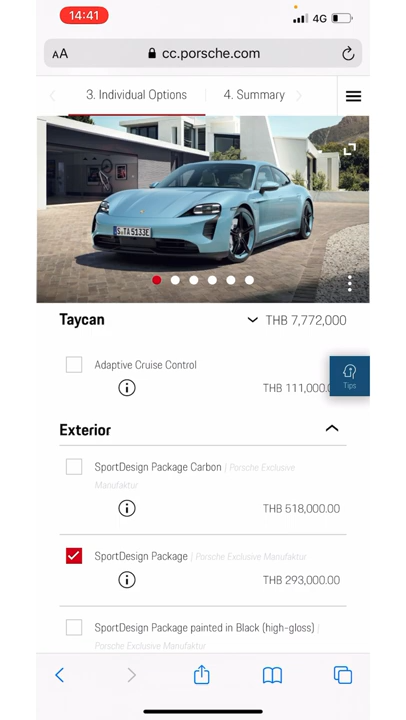 14:41
4G
AA
cc.porsche.com
3. Individual Options
4. Summary
S:TA 5133E
Taycan
THB 7,772,000
Adaptive Cruise Control
THB 111,000.
Tips
Exterior
SportDesign Package Carbon | Porsche Exclusive
Manufaktur
THB 518,000.00
SportDesign Package | Porsche Exclusive Manufaktur
THB 293,000.00
SportDesign Package painted in Black (high-gloss) |
Porsche Exclusive Manufaktur